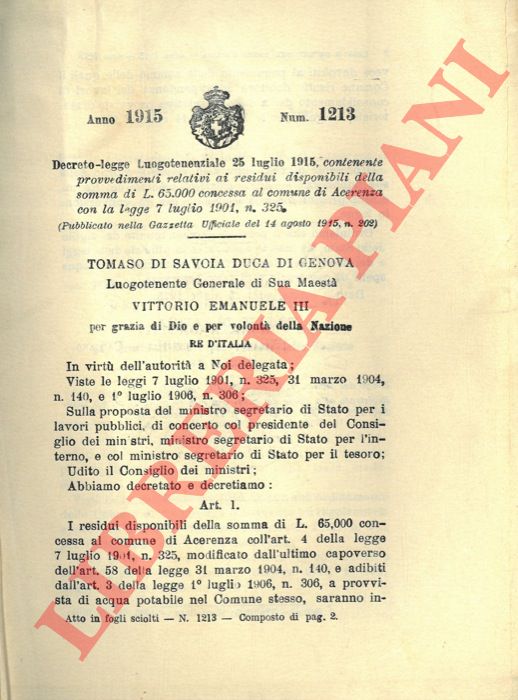 Anno 1915 Num. 1213
Decreto-legge Luogotenenziale 25 luglio 1915, contenente
provvedimenti relativi ai residui disponibili della
somma di L. 65.000 concessa al comune di Acerenza
con la legge 7 luglio 1901, n. 325.
(Pubblicato nella Gazzetta Ufficiale del 14 agosto 1915, n. 202)
TOMASO DI SAVOIA DUCA DI GENOVA
Luogotenente Generale di Sua Maestà
VITTORIO EMANUELE III
per grazia di Dio e per volontà della Nazione
RE D'ITALIA
In virtù dell'autorità a Noi delegata;
Viste le leggi 7 luglio 1901, n. 325, 31 marzo 1904,
n. 140, e 1° luglio 1906, n. 306;
Sulla proposta del ministro segretario di Stato per i
lavori pubblici, di concerto col presidente del Consi-
glio dei ministri, ministro segretario di Stato per l'in-
terno, e col ministro segretario di Stato per il tesoro;
Udito il Consiglio dei ministri;
Abbiamo decretato e decretiamo:
Art. 1.
I residui disponibili della somma di L. 65,000 con-
cessa al comune di Acerenza coll'art. 4 della legge
7 luglio 1901, n. 325, modificato dall'ultimo capoverso
dell'art. 58 della legge 31 marzo 1904, n. 140, e adibiti
dall'art. 3 della legge 1° luglio 1906, n. 306, a provvi-
sta di acqua potabile nel Comune stesso, saranno in-
Atto in fogli sciolti — N. 1213 — Composto di pag. 2.
LIBRERIA PIANI